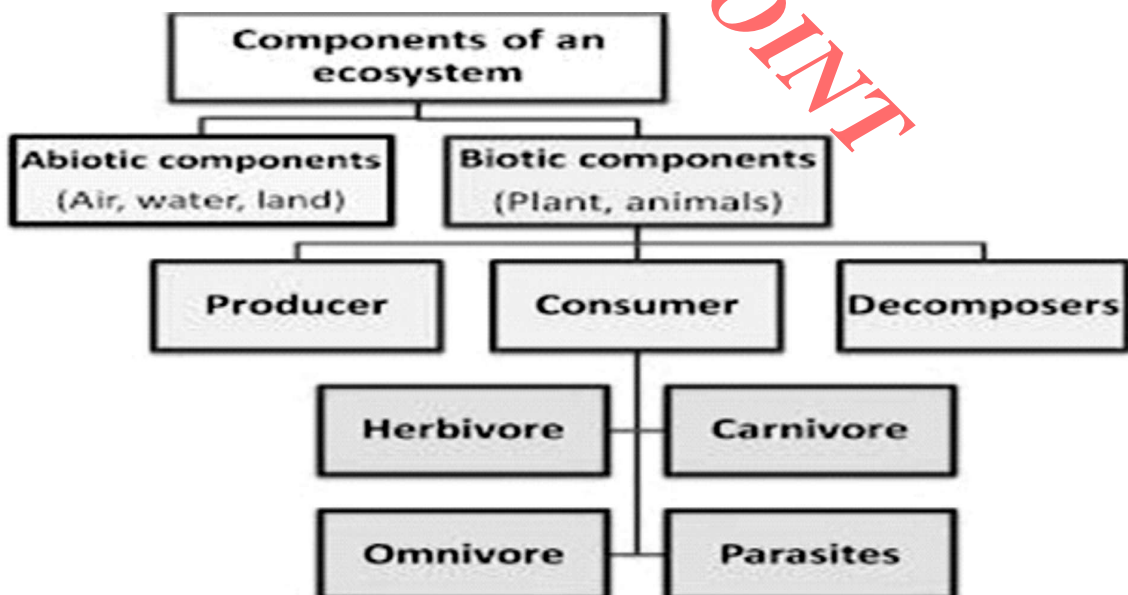 OINT
Components of an
ecosystem
Abiotic components
(Air, water, land)
Biotic components
(Plant, animals)
Producer
Consumer
Decomposers
Herbivore
Carnivore
Omnivore
Parasites